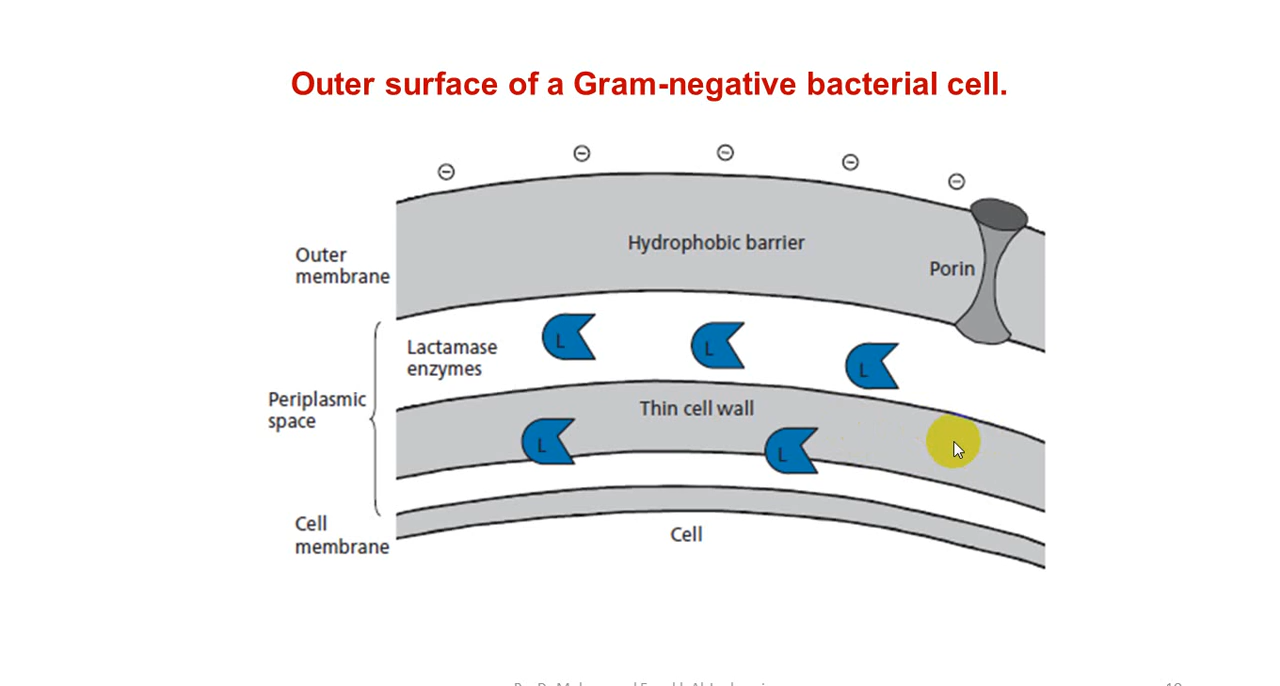 Outer surface of a Gram-negative bacterial cell.
Hydrophobic barrier
Outer
membrane
Porin
Lactamase
enzymes
L
L
L
Periplasmic
space
Thin cell wall
L
L
Cell
membrane
Cell